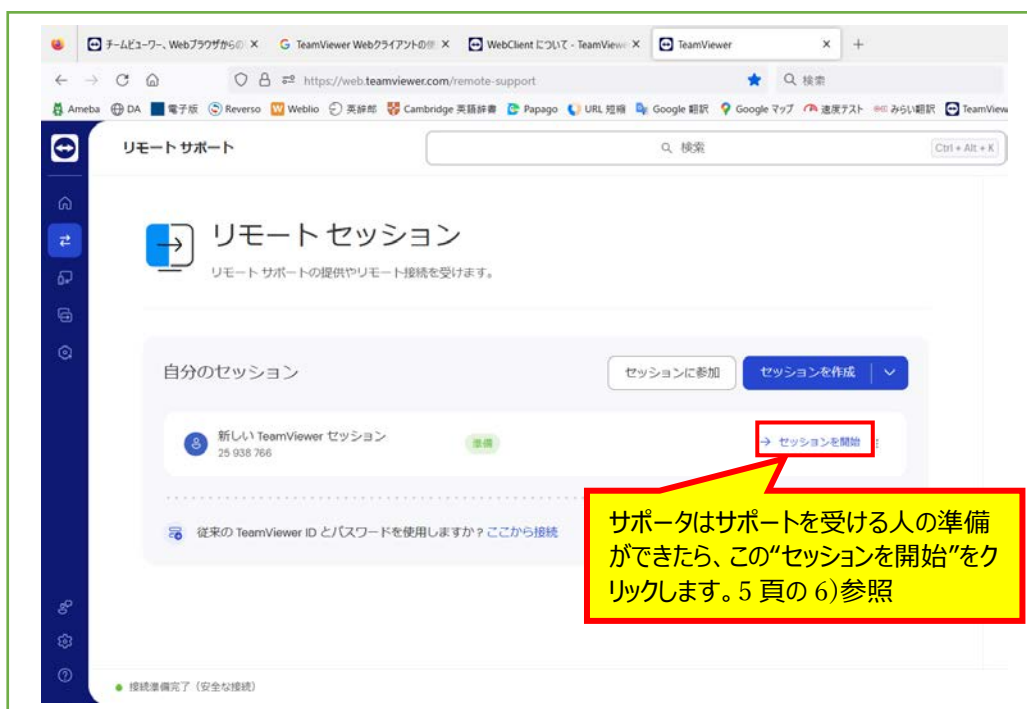 チームビューワー、Webブラウザからの
TeamViewer Webクライアントの使
WebClient について - TeamView
TeamViewer
https://web.teamviewer.com/remote-support
検索
Ameba DA 電子版 Reverso Weblio 英辞郎 Cambridge 英語辞書 Papago URL 短縮 Google 翻訳 Google マップ 速度テスト みらい翻訳 TeamView
リモート サポート
検索
Ctrl + Alt + K
リモート セッション
リモート サポートの提供やリモート接続を受けます。
自分のセッション
セッションに参加
セッションを作成
新しい TeamViewer セッション
25 938 766
準備
→ セッションを開始
従来の TeamViewer ID とパスワードを使用しますか？ここから接続
サポータはサポートを受ける人の準備
ができたら、この“セッションを開始”をク
リックします。5 頁の 6)参照
接続準備完了（安全な接続）